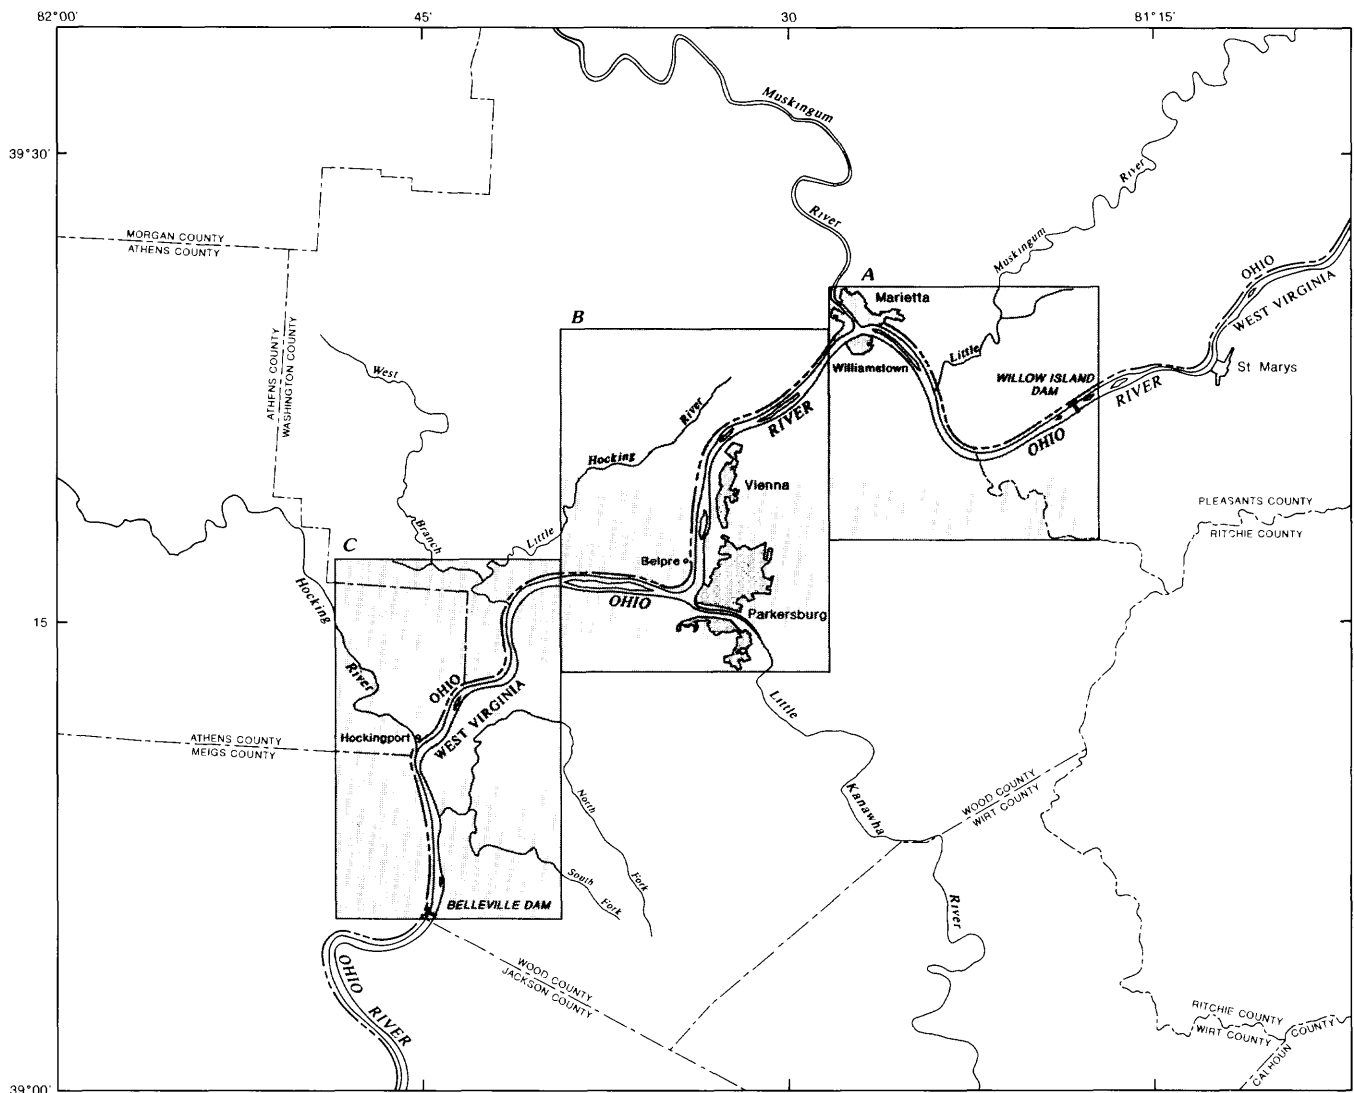 82°00'
45'
30
81°15'
Muskingum
River
39°30'
River
Muskingum
MORGAN COUNTY
ATHENS COUNTY
A
Marietta
OHIO
WEST VIRGINIA
B
ATHENS COUNTY
WASHINGTON COUNTY
West
Williamstown
Little
WILLOW ISLAND
DAM
RIVER
St Marys
River
RIVER
OHIO
Hocking
Vienna
PLEASANTS COUNTY
RITCHIE COUNTY
Branch
Little
C
Belpre
Hocking
OHIO
Parkersburg
15
River
OHIO
WEST VIRGINIA
Little
Hockingport
ATHENS COUNTY
MEIGS COUNTY
North
Kanawha
WOOD COUNTY
WIRT COUNTY
South
Fork
Fork
BELLEVILLE DAM
River
OHIO
RIVER
WOOD COUNTY
JACKSON COUNTY
RITCHIE COUNTY
WIRT COUNTY
COUNTY
CALHOUN
39°00'